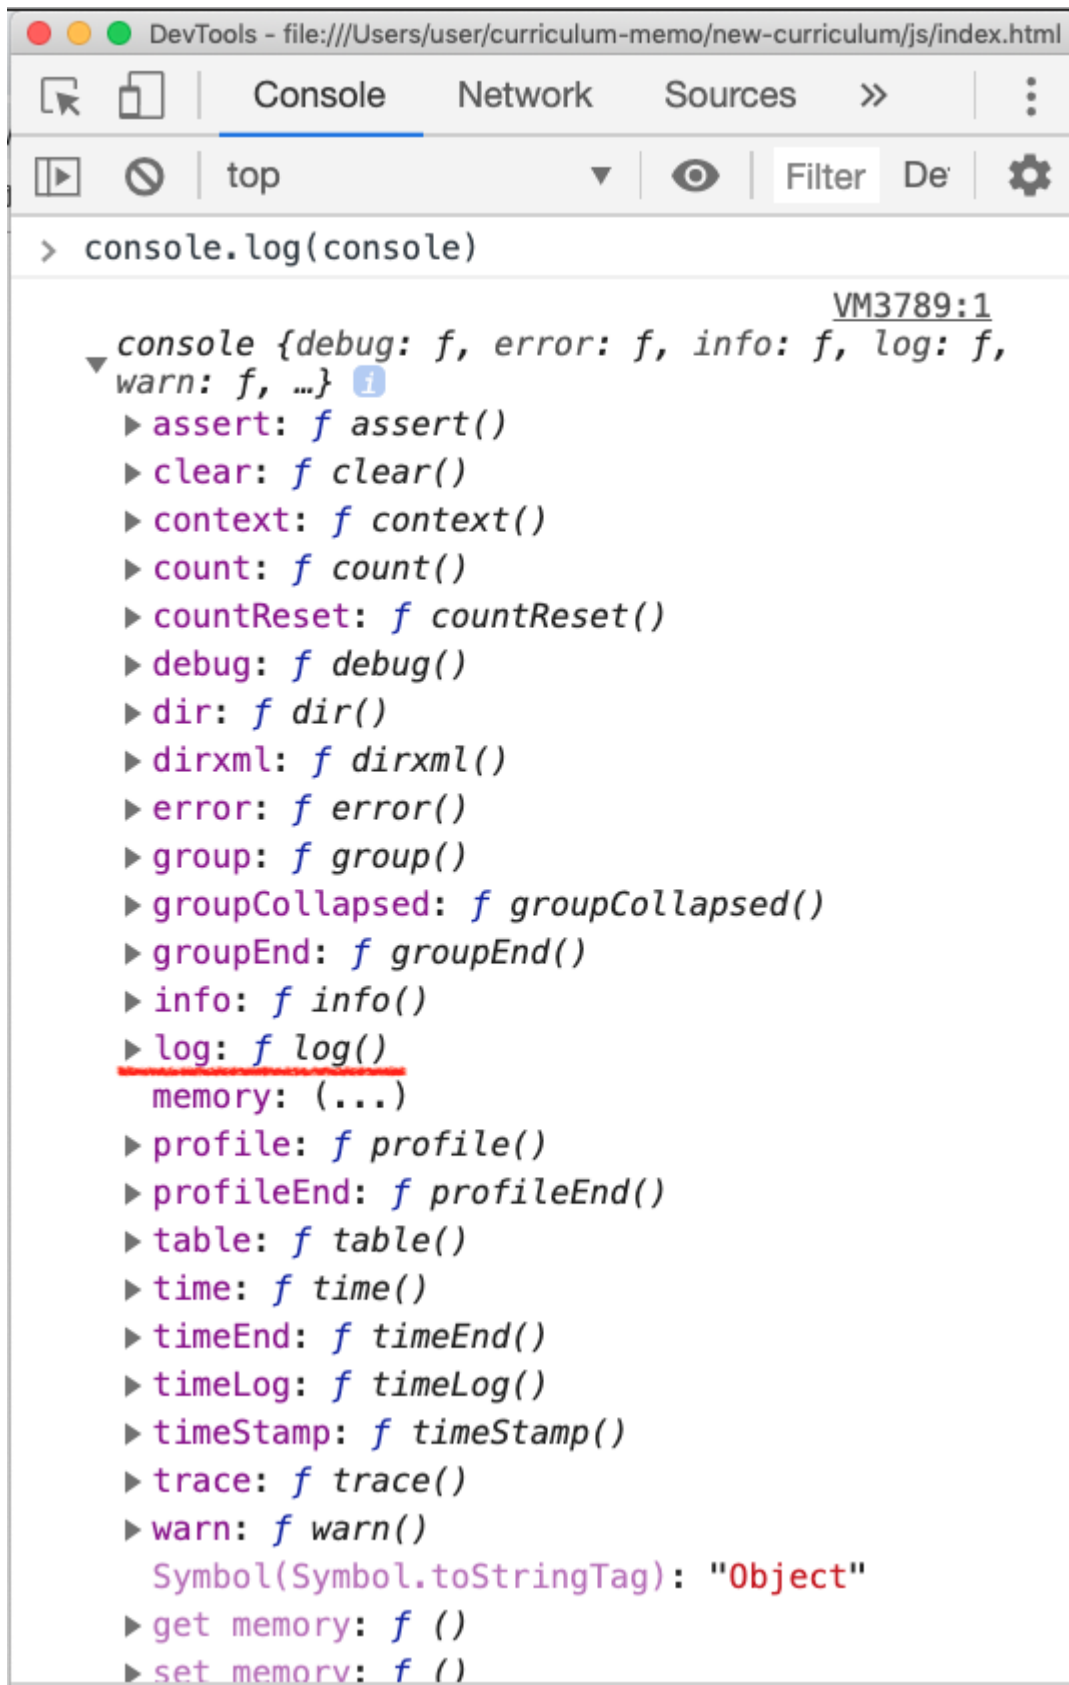 DevTools - file:///Users/user/curriculum-memo/new-curriculum/js/index.html
Console Network Sources »
top Filter De
> console.log(console)
VM3789:1
console {debug: ƒ, error: ƒ, info: ƒ, log: ƒ,
warn: ƒ, …} i
assert: ƒ assert()
clear: ƒ clear()
context: ƒ context()
count: ƒ count()
countReset: ƒ countReset()
debug: ƒ debug()
dir: ƒ dir()
dirxml: ƒ dirxml()
error: ƒ error()
group: ƒ group()
groupCollapsed: ƒ groupCollapsed()
groupEnd: ƒ groupEnd()
info: ƒ info()
log: ƒ log()
memory: (...)
profile: ƒ profile()
profileEnd: ƒ profileEnd()
table: ƒ table()
time: ƒ time()
timeEnd: ƒ timeEnd()
timeLog: ƒ timeLog()
timeStamp: ƒ timeStamp()
trace: ƒ trace()
warn: ƒ warn()
Symbol(Symbol.toStringTag): "Object"
get memory: ƒ ()
set memory: ƒ ()